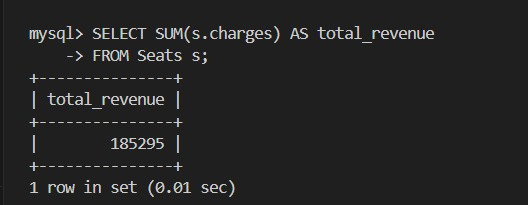 mysql> SELECT SUM(s.charges) AS total_revenue
    -> FROM Seats s;
+---------------+
| total_revenue |
+---------------+
|        185295 |
+---------------+
1 row in set (0.01 sec)